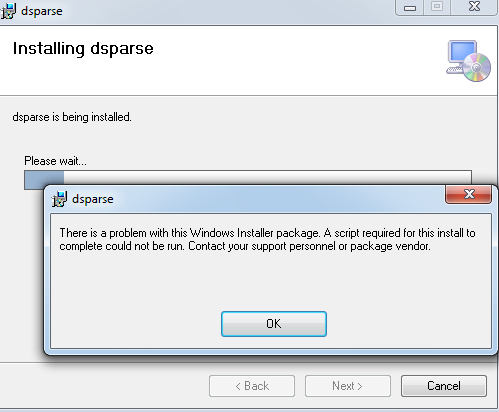 dsparse
Installing dsparse
dsparse is being installed.
Please wait...
dsparse
There is a problem with this Windows Installer package. A script required for this install to
complete could not be run. Contact your support personnel or package vendor.
OK
< Back
Next >
Cancel